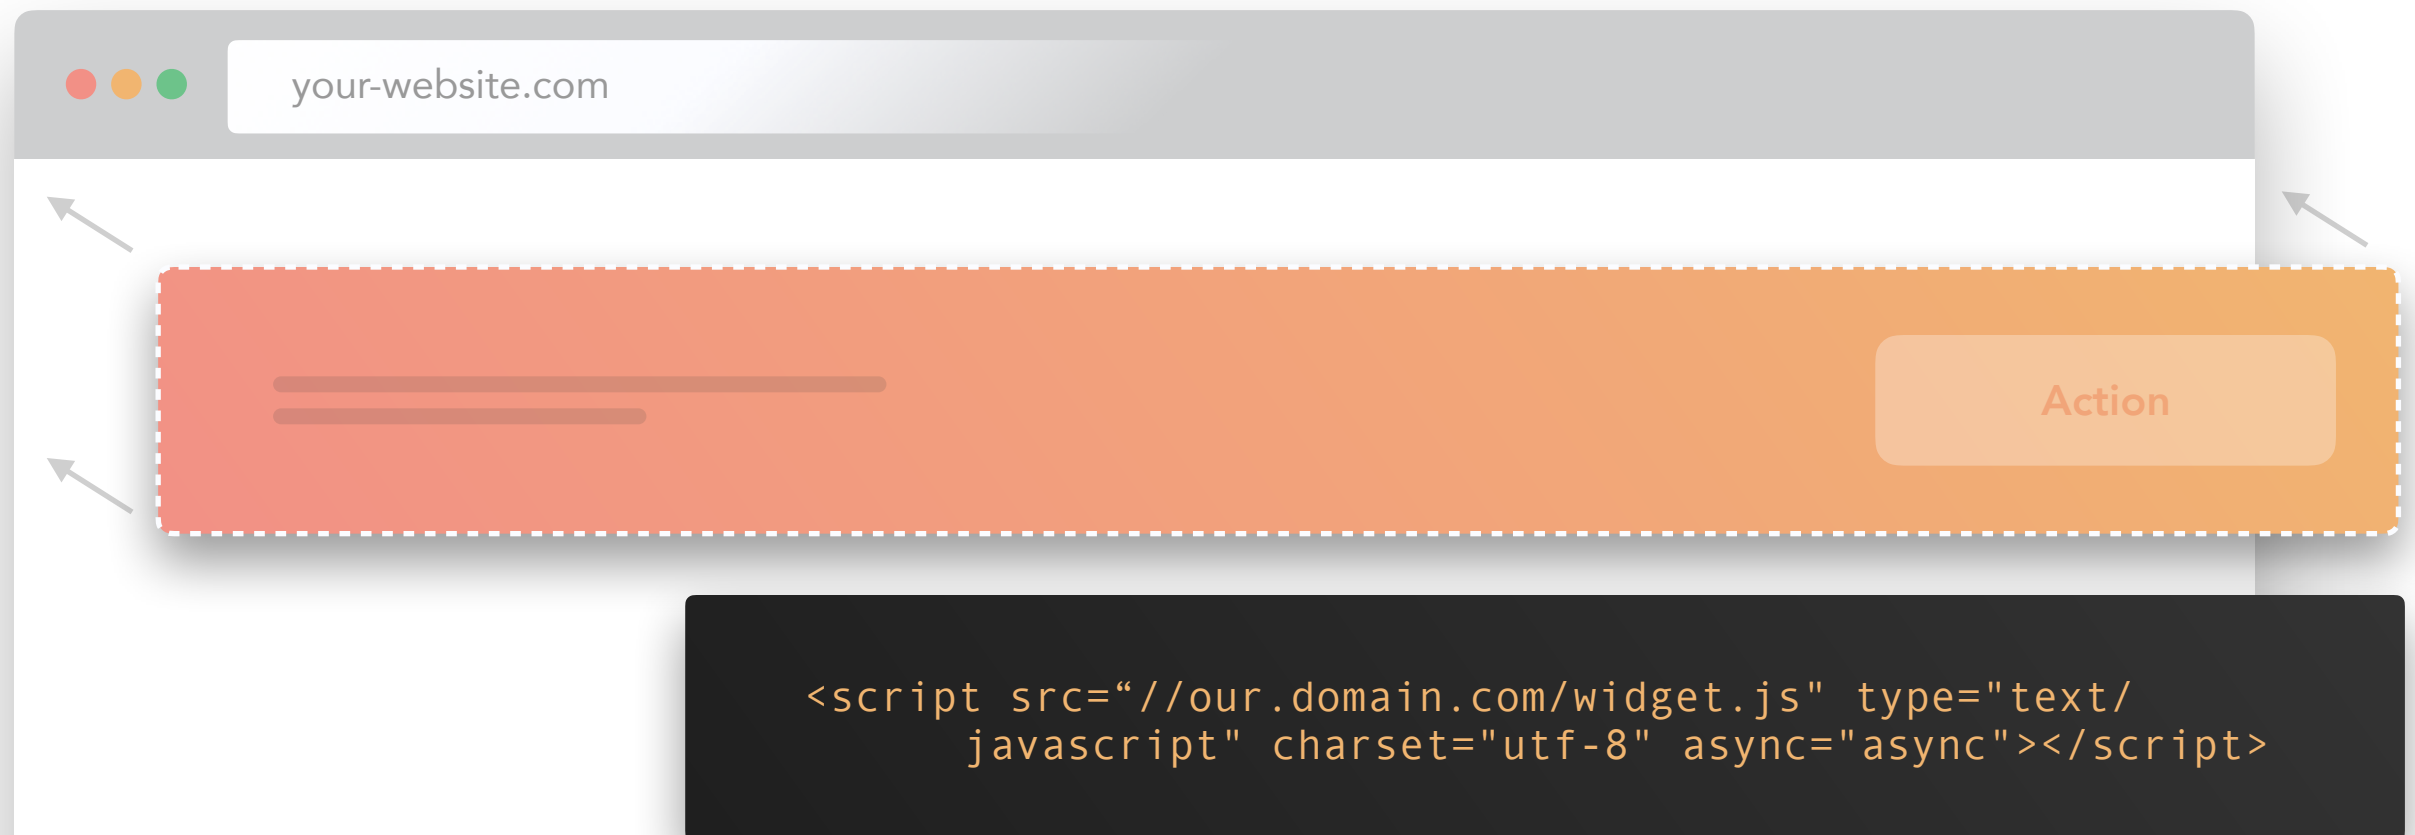 your-website.com
Action
<script src=“//our.domain.com/widget.js" type="text/
javascript" charset="utf-8" async="async"></script>